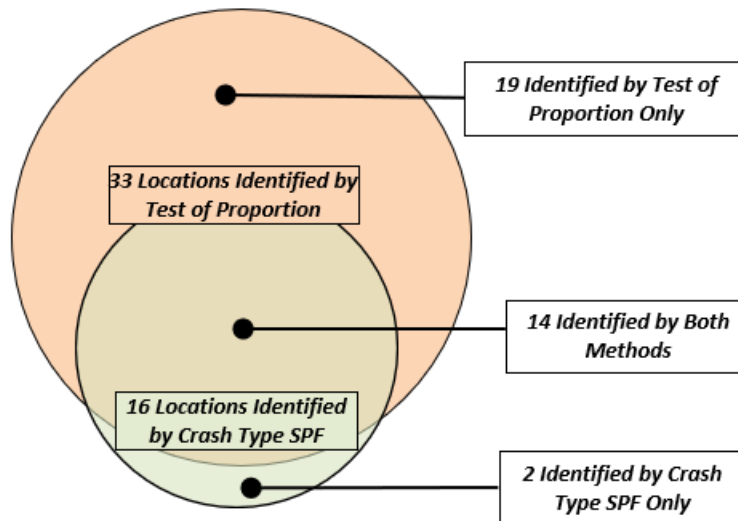 19 Identified by Test of
Proportion Only
33 Locations Identified by
Test of Proportion
14 Identified by Both
Methods
16 Locations Identified
by Crash Type SPF
2 Identified by Crash
Type SPF Only